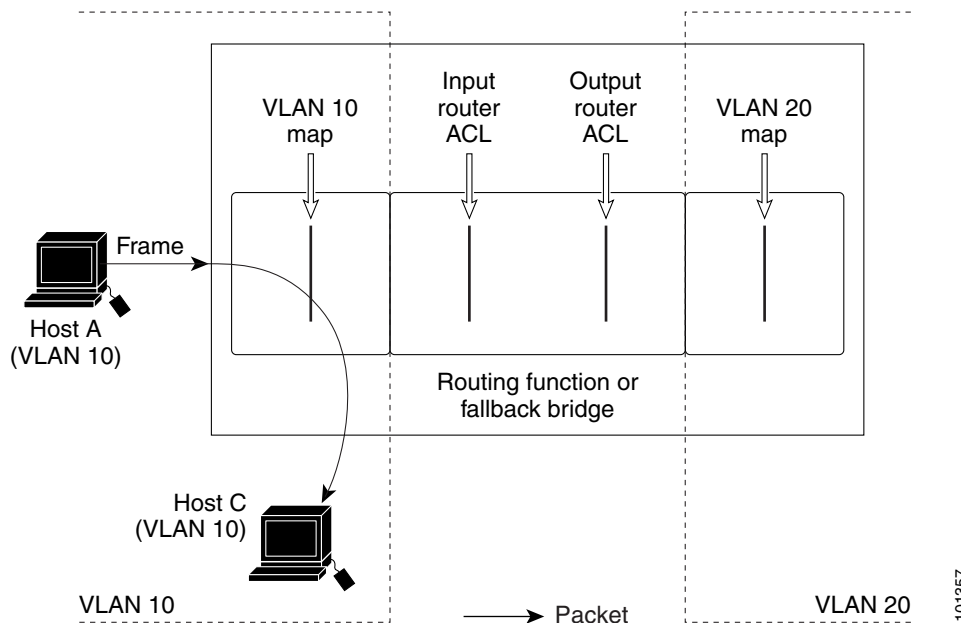 VLAN 10
map
Input
router
ACL
Output
router
ACL
VLAN 20
map
Frame
Host A
(VLAN 10)
Routing function or
fallback bridge
Host C
(VLAN 10)
VLAN 10
Packet
VLAN 20
101357